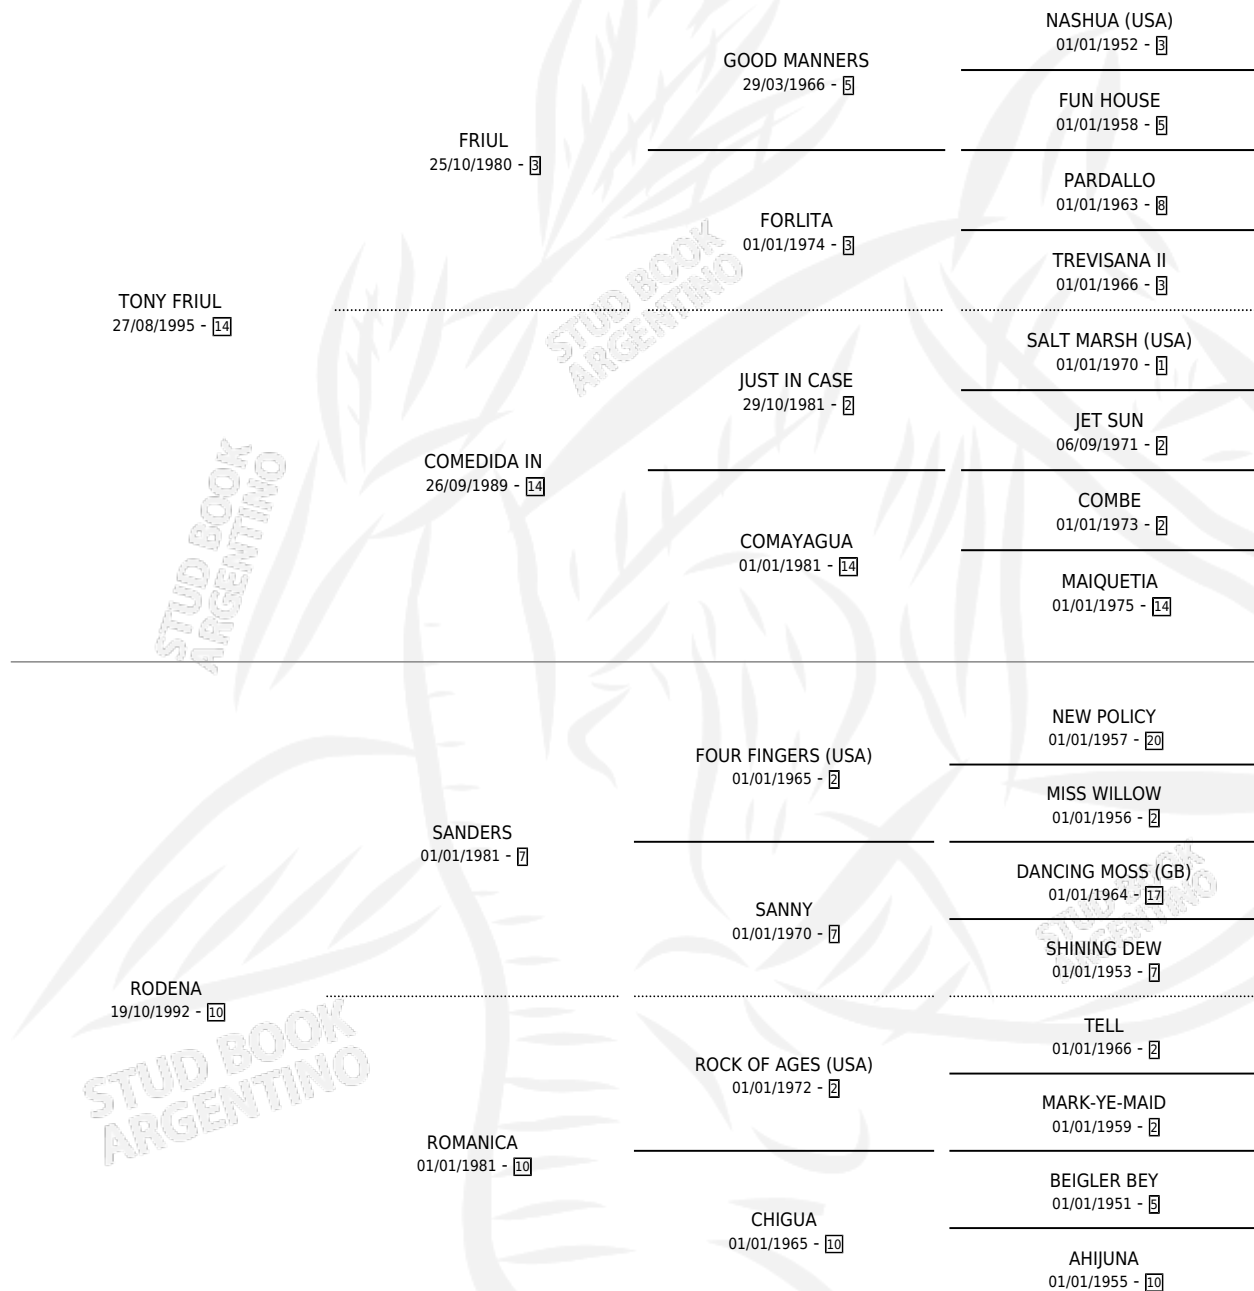 NASHUA (USA)
01/01/1952 - 3
GOOD MANNERS
29/03/1966 - 5
FUN HOUSE
01/01/1958 - 5
FRIUL
25/10/1980 - 3
PARDALLO
01/01/1963 - 8
FORLITA
01/01/1974 - 3
TREVISANA II
01/01/1966 - 3
TONY FRIUL
27/08/1995 - 14
SALT MARSH (USA)
01/01/1970 - 1
JUST IN CASE
29/10/1981 - 2
JET SUN
06/09/1971 - 2
COMEDIDA IN
26/09/1989 - 14
COMBE
01/01/1973 - 2
COMAYAGUA
01/01/1981 - 14
MAIQUETIA
01/01/1975 - 14
NEW POLICY
01/01/1957 - 20
FOUR FINGERS (USA)
01/01/1965 - 2
MISS WILLOW
01/01/1956 - 2
SANDERS
01/01/1981 - 7
DANCING MOSS (GB)
01/01/1964 - 17
SANNY
01/01/1970 - 7
SHINING DEW
01/01/1953 - 7
RODENA
19/10/1992 - 10
TELL
01/01/1966 - 2
ROCK OF AGES (USA)
01/01/1972 - 2
MARK-YE-MAID
01/01/1959 - 2
ROMANICA
01/01/1981 - 10
BEIGLER BEY
01/01/1951 - 5
CHIGUA
01/01/1965 - 10
AHIJUNA
01/01/1955 - 10
STUD BOOK
ARGENTINO
STUD BOOK
ARGENTINO
STUD BOOK
ARGENTINO
STUD BOOK
ARGENTINO